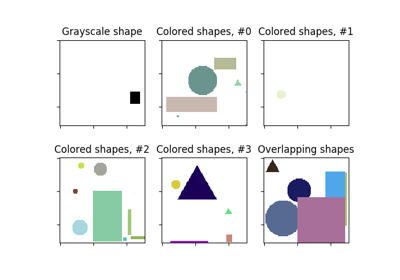 Grayscale shape
Colored shapes, #0
Colored shapes, #1
Colored shapes, #2
Colored shapes, #3
Overlapping shapes